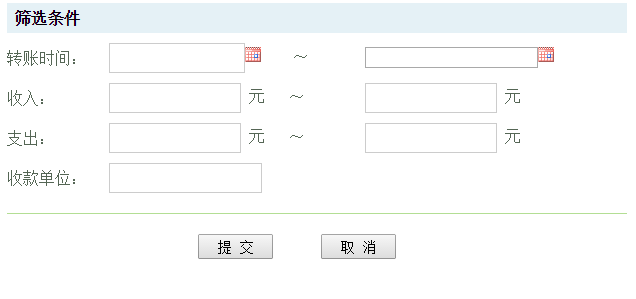 筛选条件
转账时间： ～
收入： 元 ～ 元
支出： 元 ～ 元
收款单位：
提 交 取 消